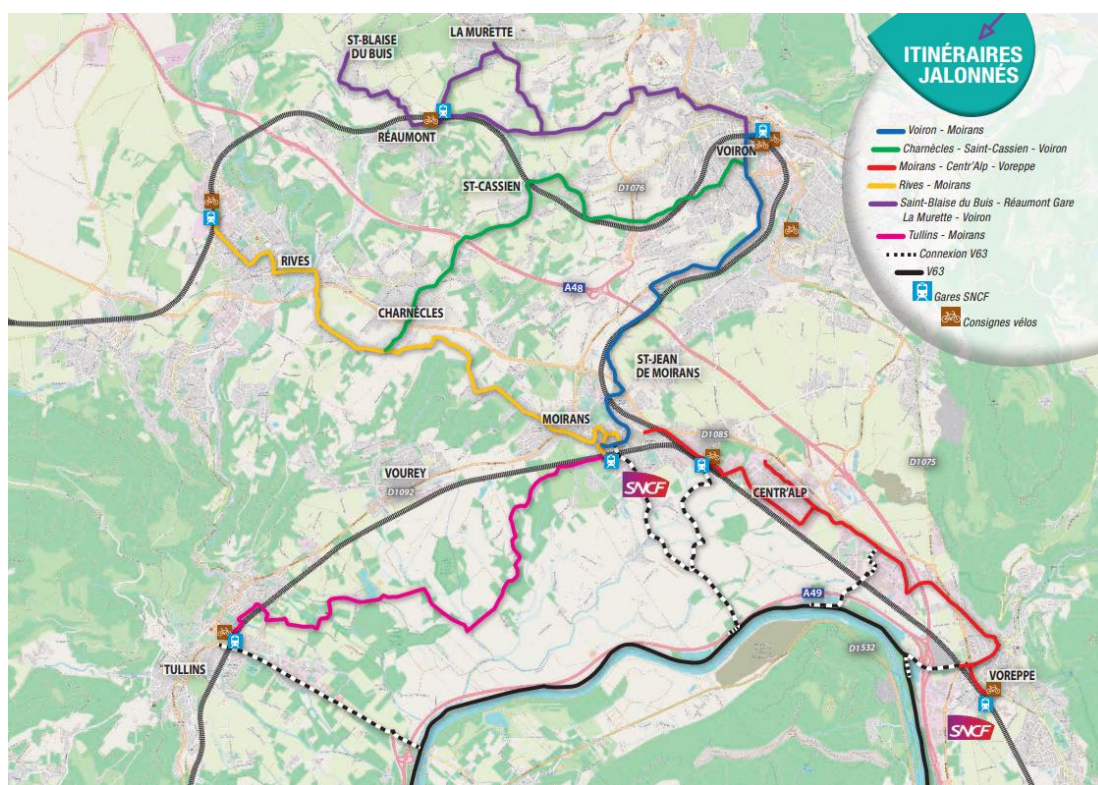 ITINÉRAIRES
JALONNÉS
Voiron - Moirans
Charnècles - Saint-Cassien - Voiron
Moirans - Centr'Alp - Voreppe
Rives - Moirans
Saint-Blaise du Buis - Réaumont Gare
La Murette - Voiron
Tullins - Moirans
Connexion V63
V63
Gares SNCF
Consignes vélos
ST-BLAISE
DU BUIS
LA MURETTE
RÉAUMONT
VOIRON
ST-CASSIEN
D1076
RIVES
A48
CHARNÈCLES
ST-JEAN
DE MOIRANS
MOIRANS
D1085
VOUREY
D1092
SNCF
CENTR'ALP
D1075
A49
D1532
TULLINS
VOREPPE
SNCF